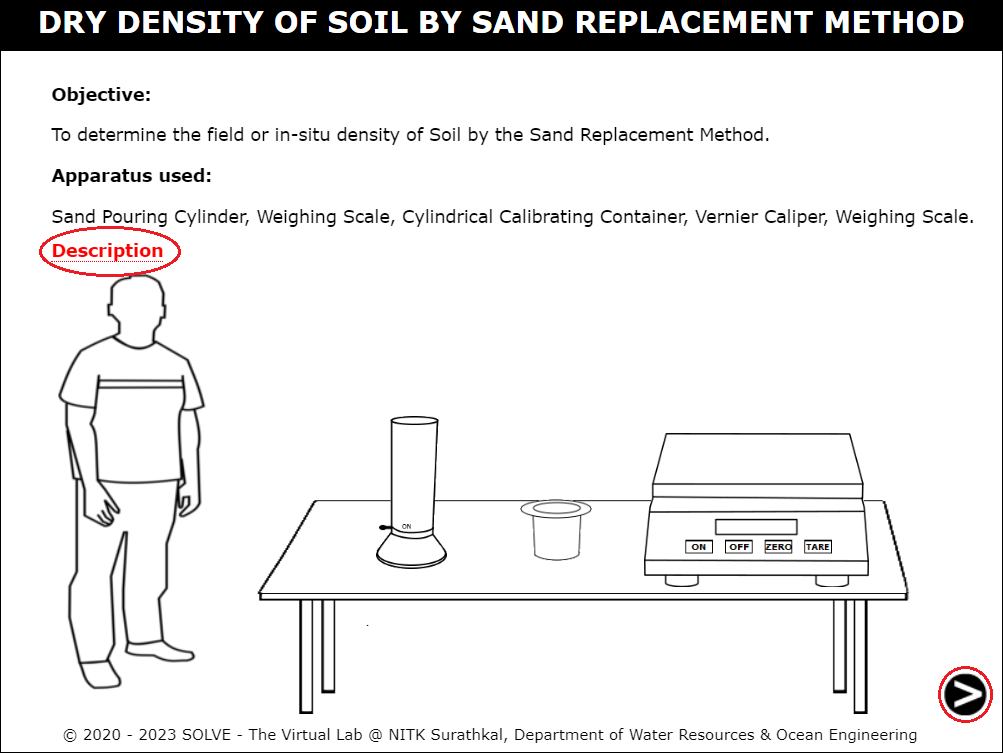 DRY DENSITY OF SOIL BY SAND REPLACEMENT METHOD
Objective:
To determine the field or in-situ density of Soil by the Sand Replacement Method.
Apparatus used:
Sand Pouring Cylinder, Weighing Scale, Cylindrical Calibrating Container, Vernier Caliper, Weighing Scale.
Description
ON
ON OFF ZERO TARE
© 2020 - 2023 SOLVE - The Virtual Lab @ NITK Surathkal, Department of Water Resources & Ocean Engineering